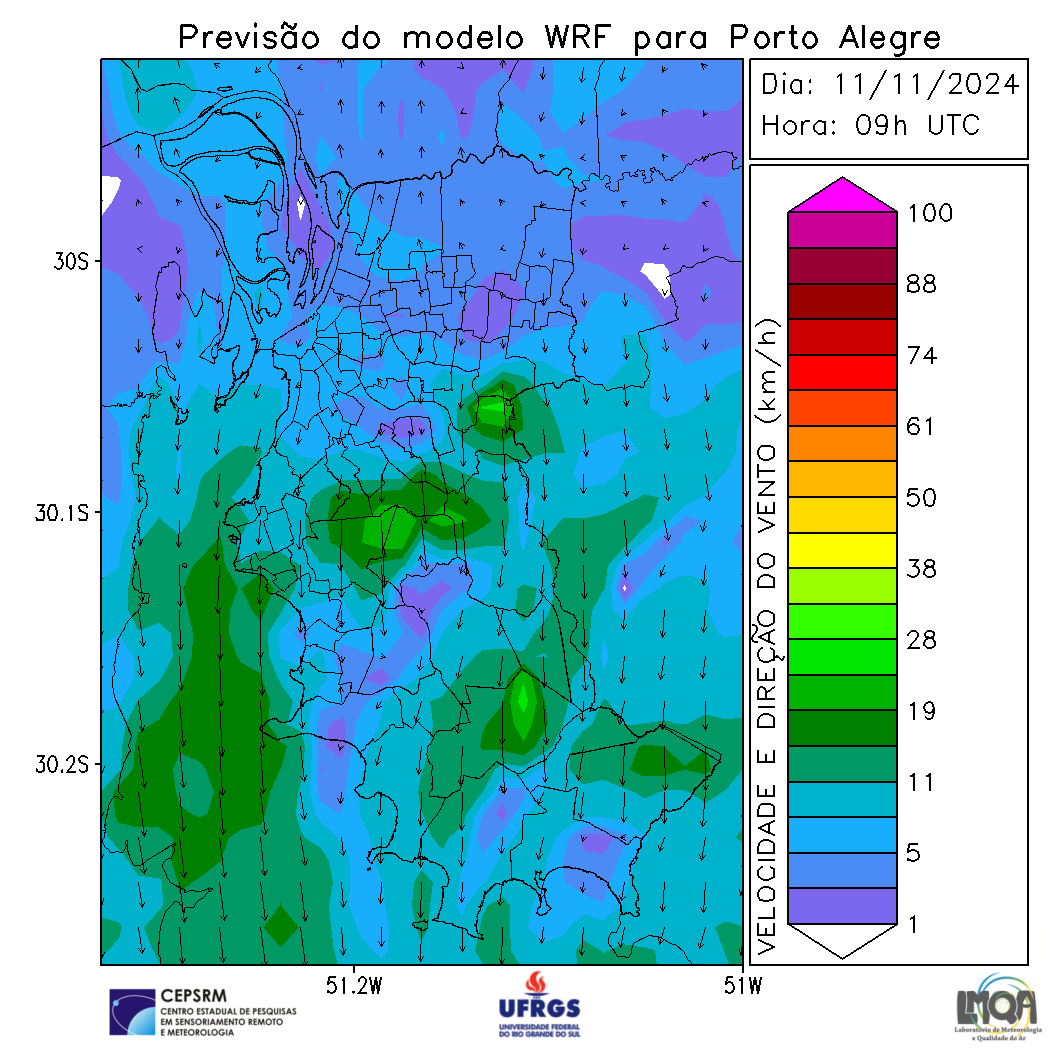 Previsão do modelo WRF para Porto Alegre
Dia: 11/11/2024
Hora: 09h UTC
30S
30.1S
30.2S
51.2W
51W
VELOCIDADE E DIREÇÃO DO VENTO (km/h)
100
88
74
61
50
38
28
19
11
5
1
CEPSRM
CENTRO ESTADUAL DE PESQUISAS
EM SENSORIAMENTO REMOTO
E METEOROLOGIA
UFRGS
UNIVERSIDADE FEDERAL
DO RIO GRANDE DO SUL
LMQA
Laboratório de Meteorologia
e Qualidade do Ar